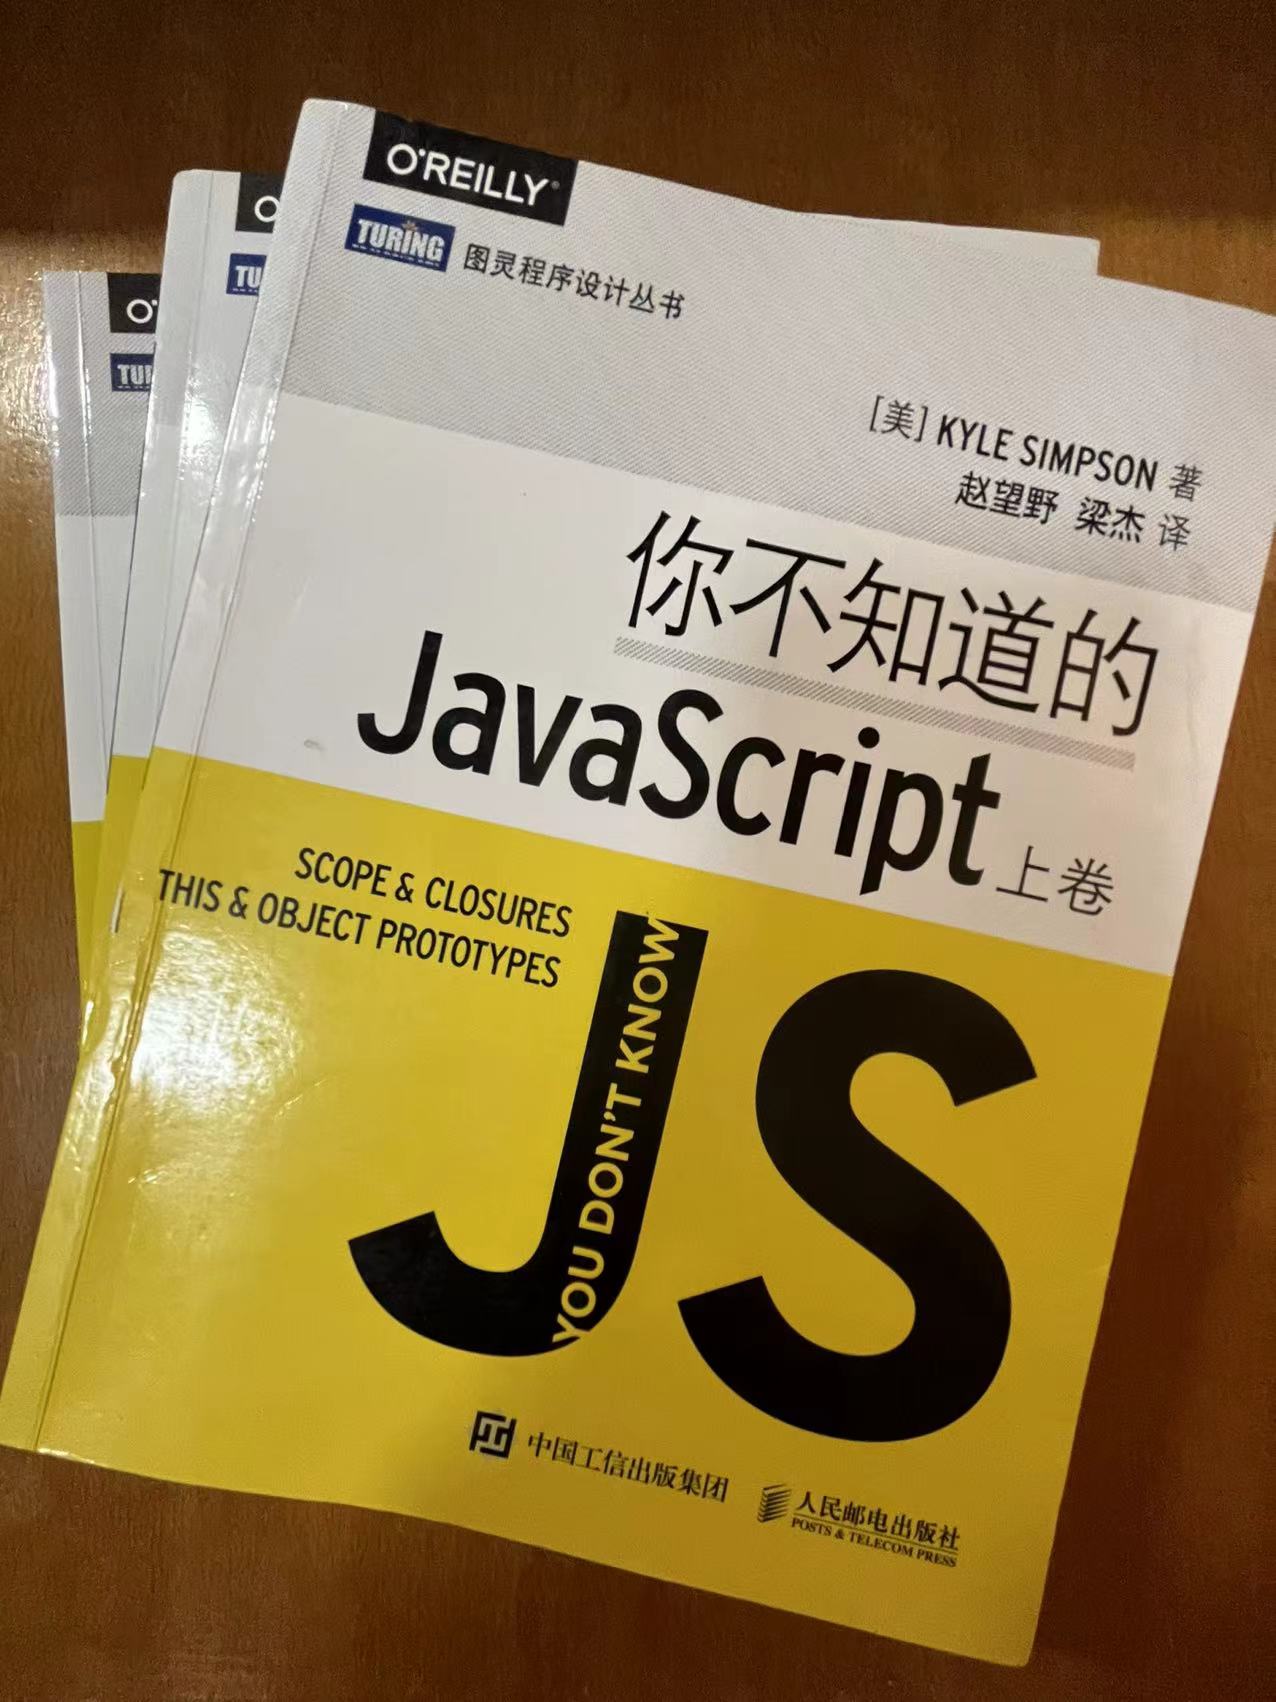 O'REILLY®
TURING
图灵程序设计丛书
[美] KYLE SIMPSON 著
赵望野 梁杰 译
你不知道的
JavaScript 上卷
SCOPE & CLOSURES
THIS & OBJECT PROTOTYPES
JS
YOU DON'T KNOW
中国工信出版集团
人民邮电出版社
POSTS & TELECOM PRESS
O
TU
O'
TUI